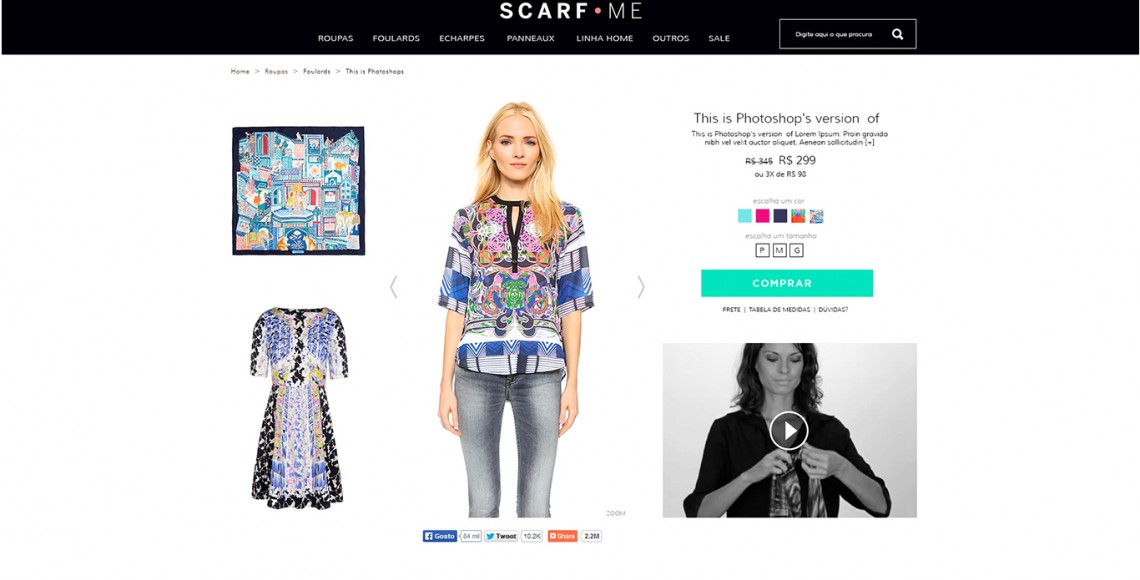 SCARF•ME
ROUPAS FOULARDS ECHARPES PANNEAUX LINHA HOME OUTROS SALE
Digite aqui o que procura
Home > Roupas > Foulards > This is Photoshops
This is Photoshop's version of
This is Photoshop's version of Lorem Ipsum. Proin gravida
nibh vel velit auctor aliquet. Aenean sollicitudin [+]
R$ 345 R$ 299
ou 3X de R$ 98
escolha um cor
escolha um tamanho
P M G
COMPRAR
FRETE | TABELA DE MEDIDAS | DÚVIDAS?
ZOOM
Gosto 84 mil Tweet 10.2K Share 2.2M